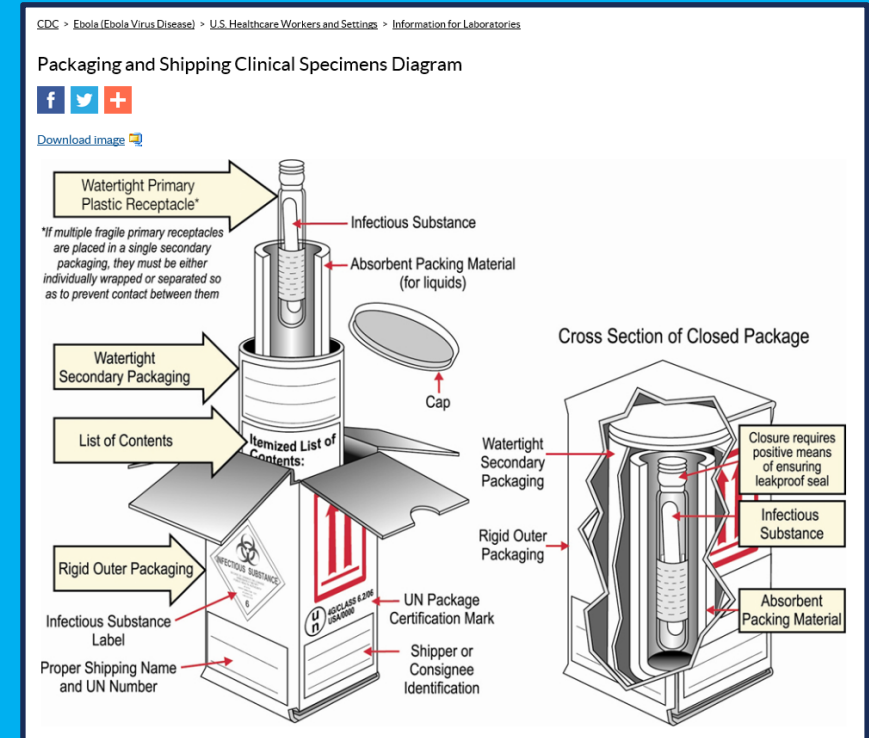 CDC > Ebola (Ebola Virus Disease) > U.S. Healthcare Workers and Settings > Information for Laboratories
Packaging and Shipping Clinical Specimens Diagram
Download image
Watertight Primary
Plastic Receptacle*
*If multiple fragile primary receptacles
are placed in a single secondary
packaging, they must be either
individually wrapped or separated so
as to prevent contact between them
Infectious Substance
Absorbent Packing Material
(for liquids)
Watertight
Secondary Packaging
Cap
List of Contents
Itemized List of
Contents:
Rigid Outer Packaging
INFECTIOUS SUBSTANCE
6
u
n
4G/CLASS 6.2/06
USA/0000
Infectious Substance
Label
UN Package
Certification Mark
Proper Shipping Name
and UN Number
Shipper or
Consignee
Identification
Cross Section of Closed Package
Watertight
Secondary
Packaging
Closure requires
positive means
of ensuring
leakproof seal
Rigid Outer
Packaging
Infectious
Substance
Absorbent
Packing Material